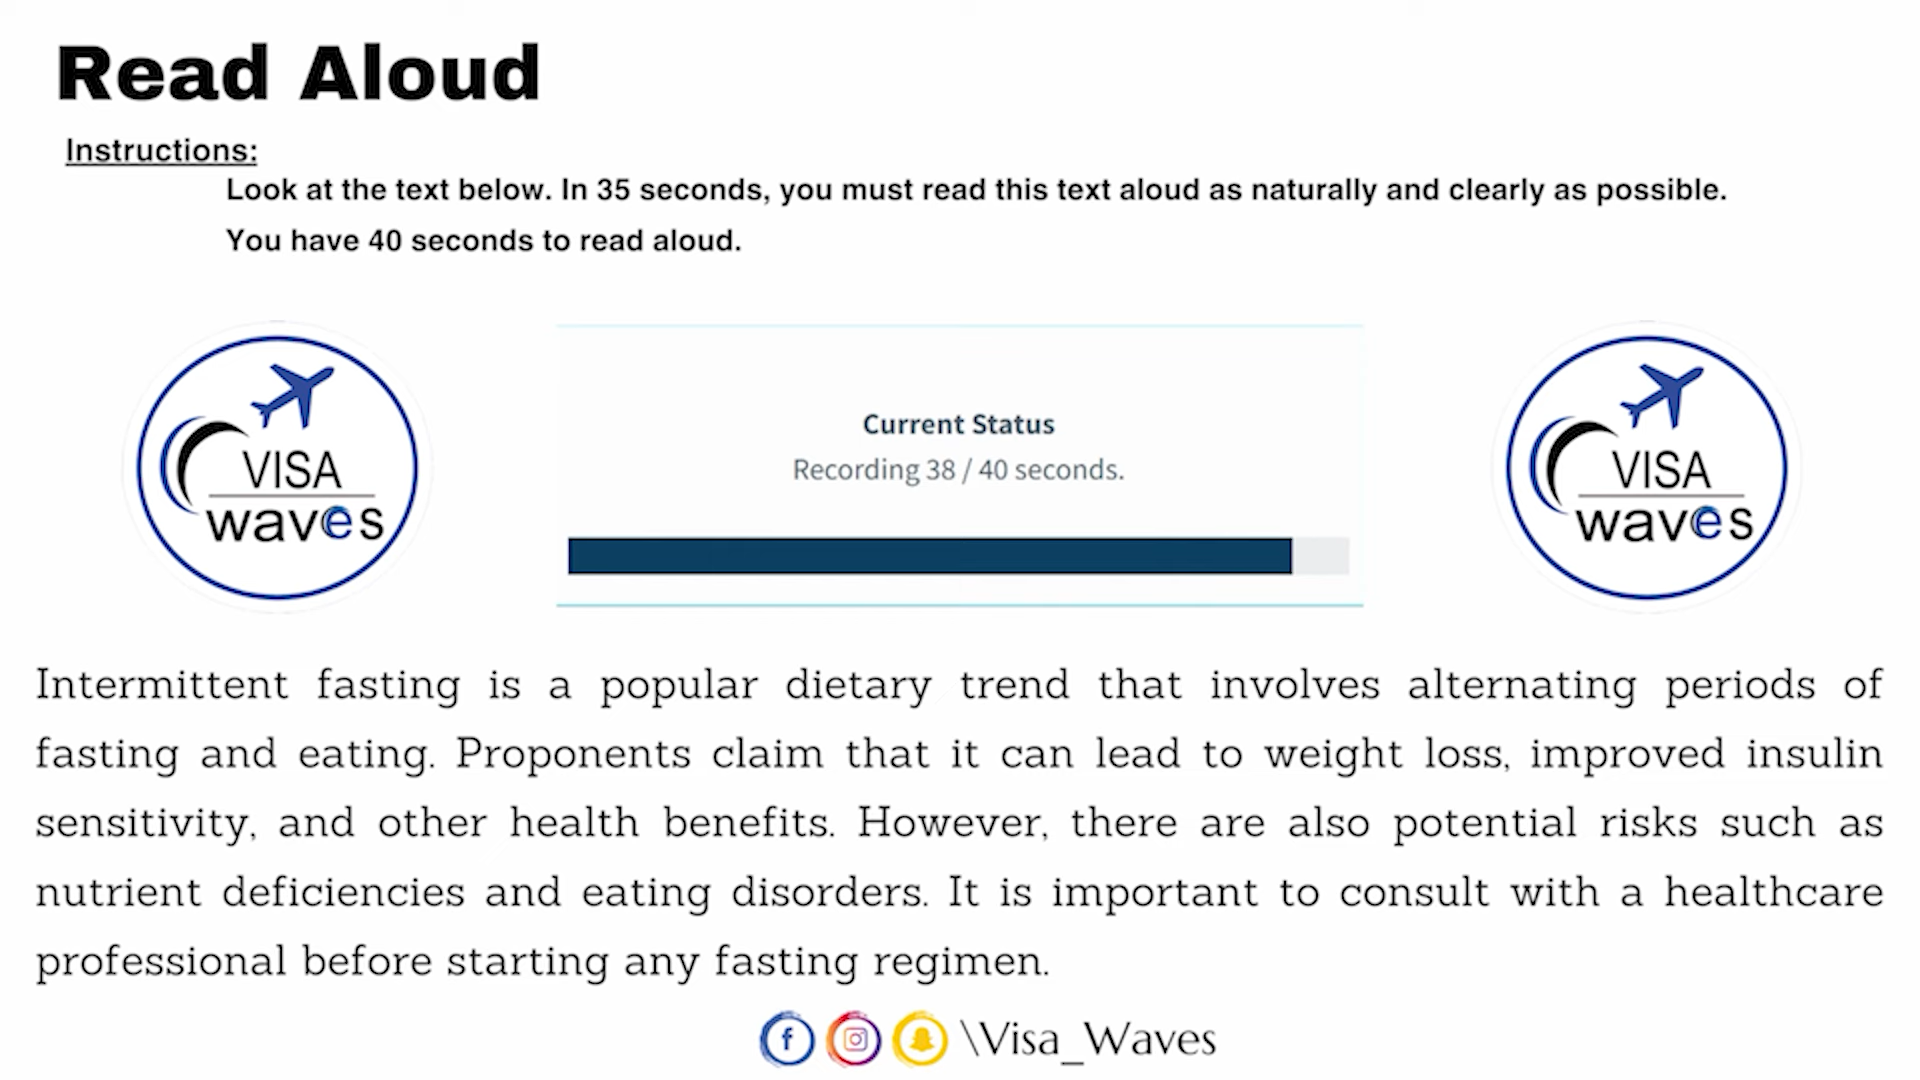 Read Aloud
Instructions:
Look at the text below. In 35 seconds, you must read this text aloud as naturally and clearly as possible.
You have 40 seconds to read aloud.
VISA
waves
Current Status
Recording 38 / 40 seconds.
VISA
waves
Intermittent fasting is a popular dietary trend that involves alternating periods of
fasting and eating. Proponents claim that it can lead to weight loss, improved insulin
sensitivity, and other health benefits. However, there are also potential risks such as
nutrient deficiencies and eating disorders. It is important to consult with a healthcare
professional before starting any fasting regimen.
\Visa_Waves